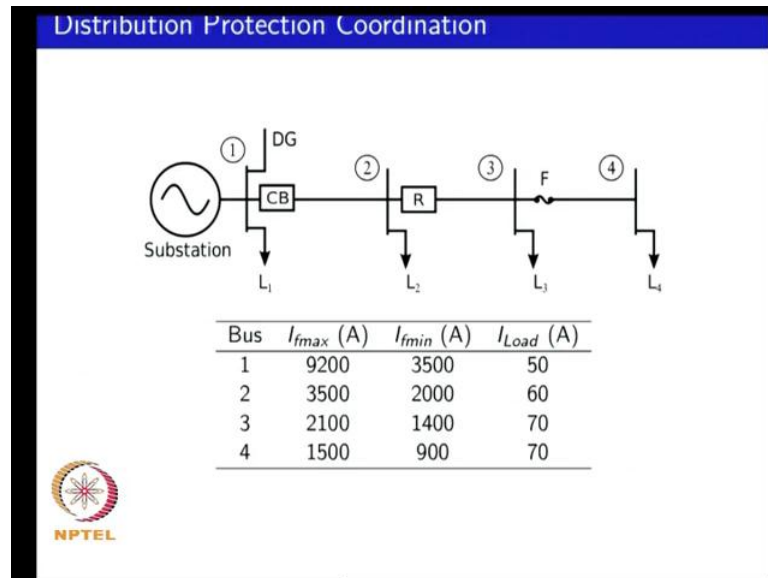 Distribution Protection Coordination
1 DG
2 3 F 4
CB R
Substation
L1 L2 L3 L4
Bus Ifmax (A) Ifmin (A) ILoad (A)
1 9200 3500 50
2 3500 2000 60
3 2100 1400 70
4 1500 900 70
NPTEL